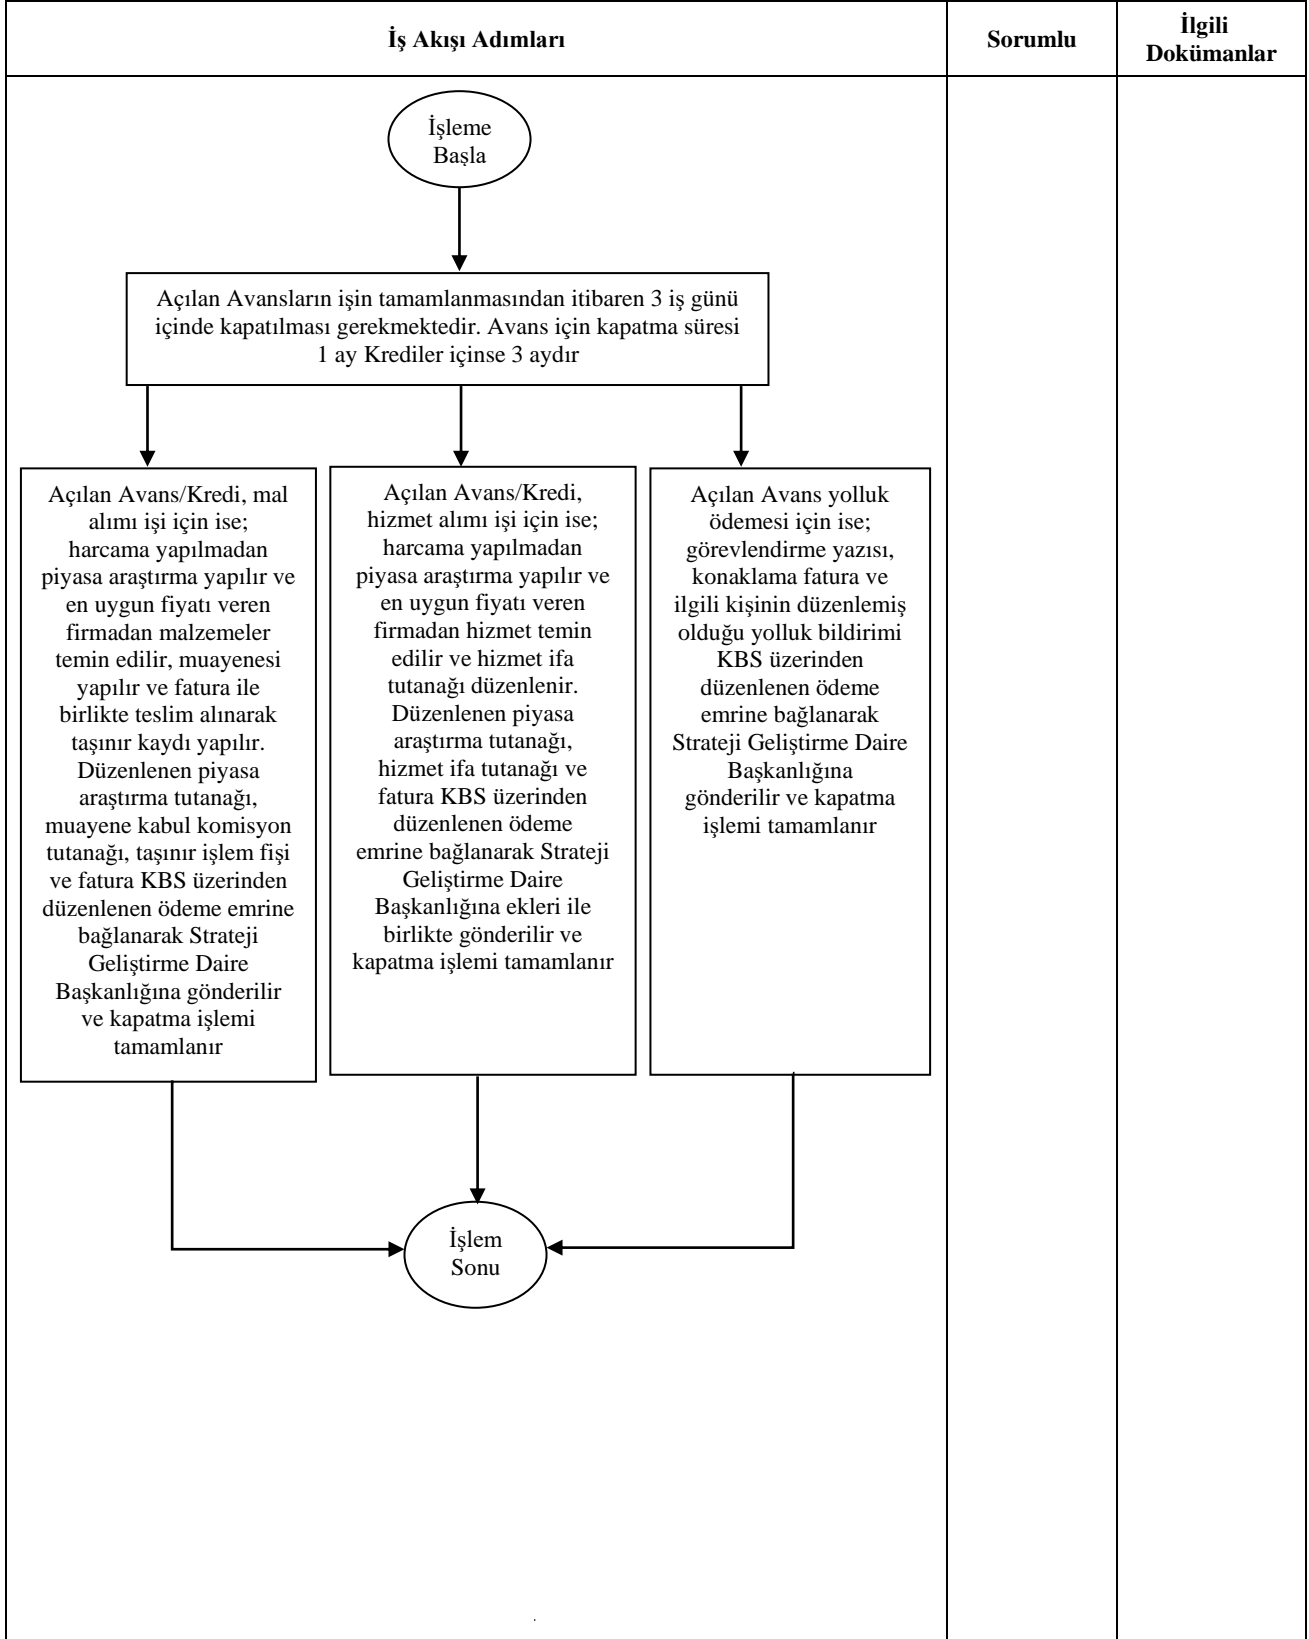 İş Akışı Adımları
Sorumlu
İlgili
Dokümanlar
İşleme
Başla
Açılan Avansların işin tamamlanmasından itibaren 3 iş günü
içinde kapatılması gerekmektedir. Avans için kapatma süresi
1 ay Krediler içinse 3 aydır
Açılan Avans/Kredi, mal
alımı işi için ise;
harcama yapılmadan
piyasa araştırma yapılır ve
en uygun fiyatı veren
firmadan malzemeler
temin edilir, muayenesi
yapılır ve fatura ile
birlikte teslim alınarak
taşınır kaydı yapılır.
Düzenlenen piyasa
araştırma tutanağı,
muayene kabul komisyon
tutanağı, taşınır işlem fişi
ve fatura KBS üzerinden
düzenlenen ödeme emrine
bağlanarak Strateji
Geliştirme Daire
Başkanlığına gönderilir
ve kapatma işlemi
tamamlanır
Açılan Avans/Kredi,
hizmet alımı işi için ise;
harcama yapılmadan
piyasa araştırma yapılır ve
en uygun fiyatı veren
firmadan hizmet temin
edilir ve hizmet ifa
tutanağı düzenlenir.
Düzenlenen piyasa
araştırma tutanağı,
hizmet ifa tutanağı ve
fatura KBS üzerinden
düzenlenen ödeme
emrine bağlanarak Strateji
Geliştirme Daire
Başkanlığına ekleri ile
birlikte gönderilir ve
kapatma işlemi tamamlanır
Açılan Avans yolluk
ödemesi için ise;
görevlendirme yazısı,
konaklama fatura ve
ilgili kişinin düzenlemiş
olduğu yolluk bildirimi
KBS üzerinden
düzenlenen ödeme
emrine bağlanarak
Strateji Geliştirme Daire
Başkanlığına
gönderilir ve kapatma
işlemi tamamlanır
İşlem
Sonu